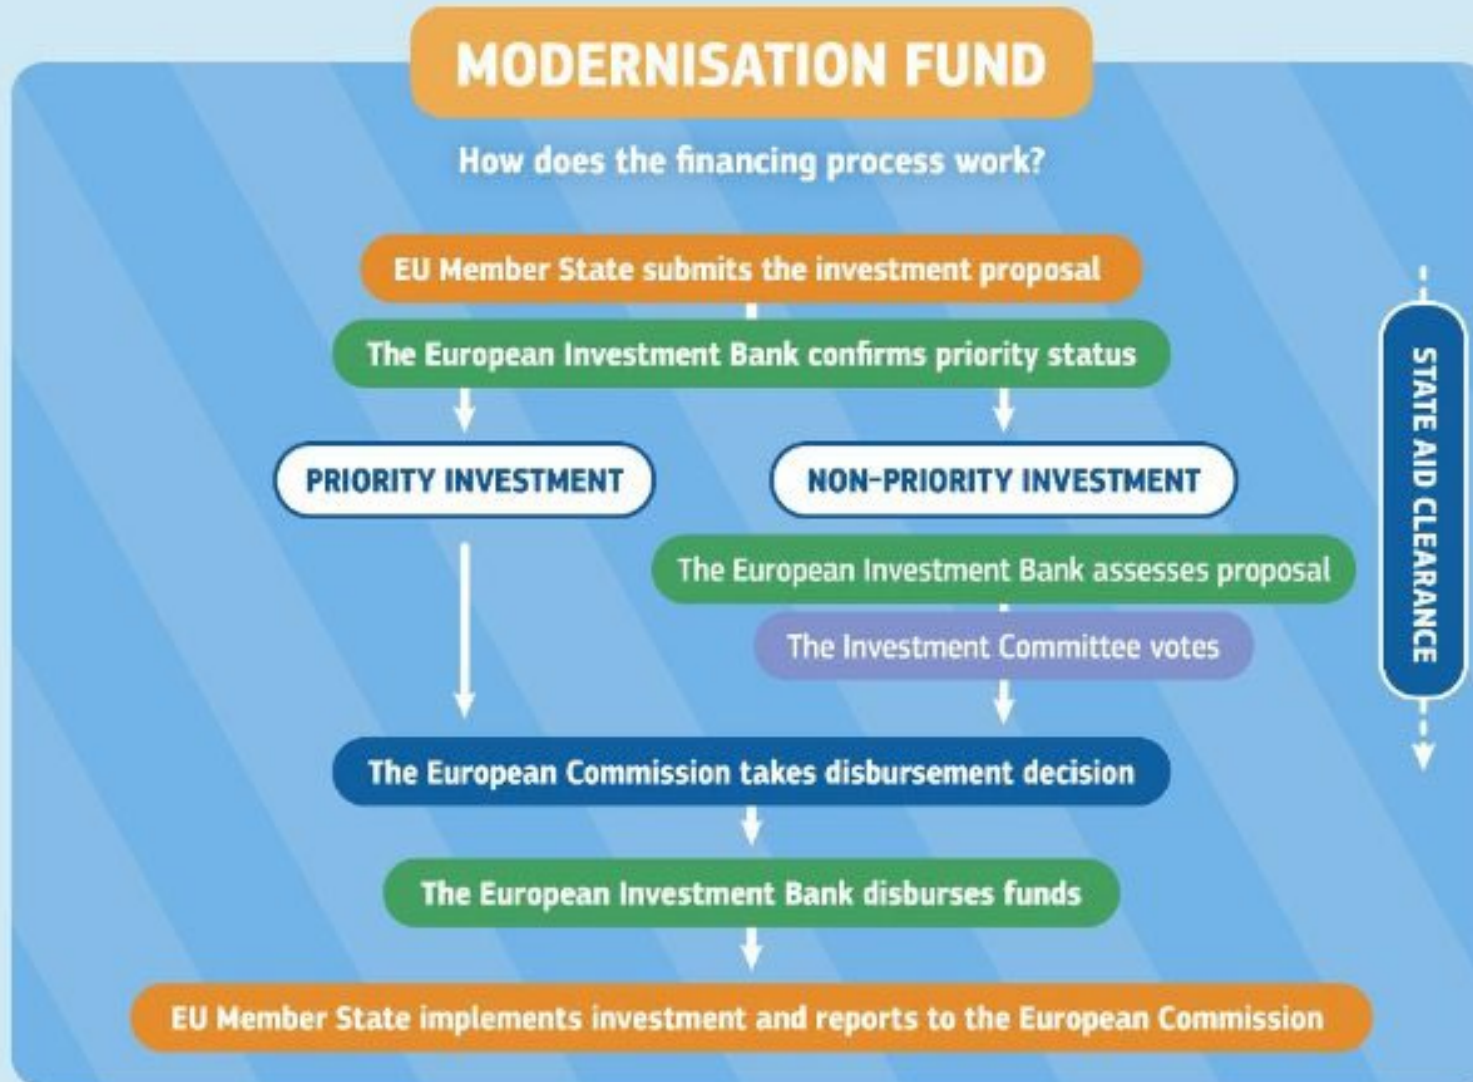 MODERNISATION FUND
How does the financing process work?
EU Member State submits the investment proposal
The European Investment Bank confirms priority status
PRIORITY INVESTMENT
NON-PRIORITY INVESTMENT
The European Investment Bank assesses proposal
The Investment Committee votes
The European Commission takes disbursement decision
The European Investment Bank disburses funds
EU Member State implements investment and reports to the European Commission
STATE AID CLEARANCE